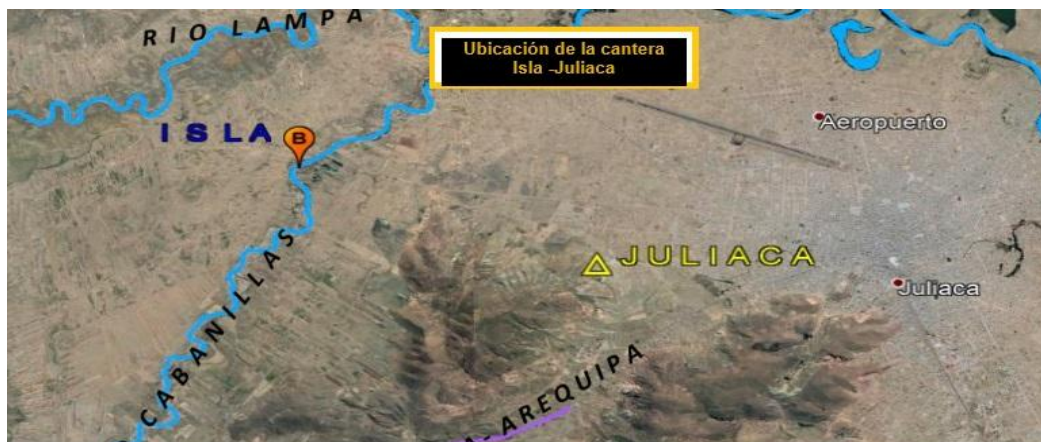 RIO LAMPA
Ubicación de la cantera
Isla -Juliaca
Aeropuerto
ISLA
B
JULIACA
Juliaca
CABANILLAS
A-AREQUIPA